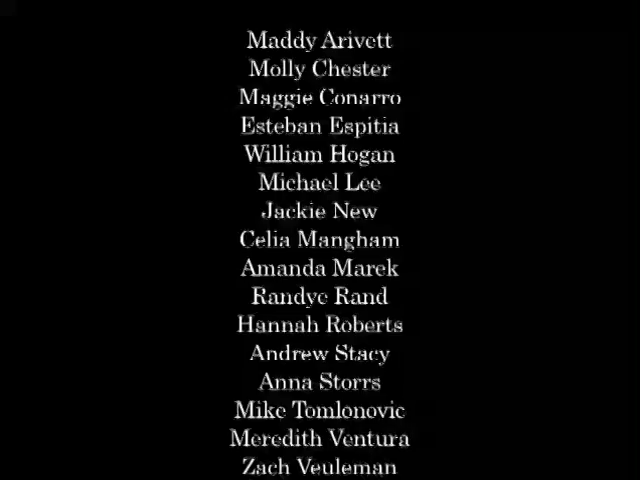 Maddy Arivett
Molly Chester
Maggie Conarro
Esteban Espitia
William Hogan
Michael Lee
Jackie New
Celia Mangham
Amanda Marek
Randye Rand
Hannah Roberts
Andrew Stacy
Anna Storrs
Mike Tomlonovic
Meredith Ventura
Zach Veuleman